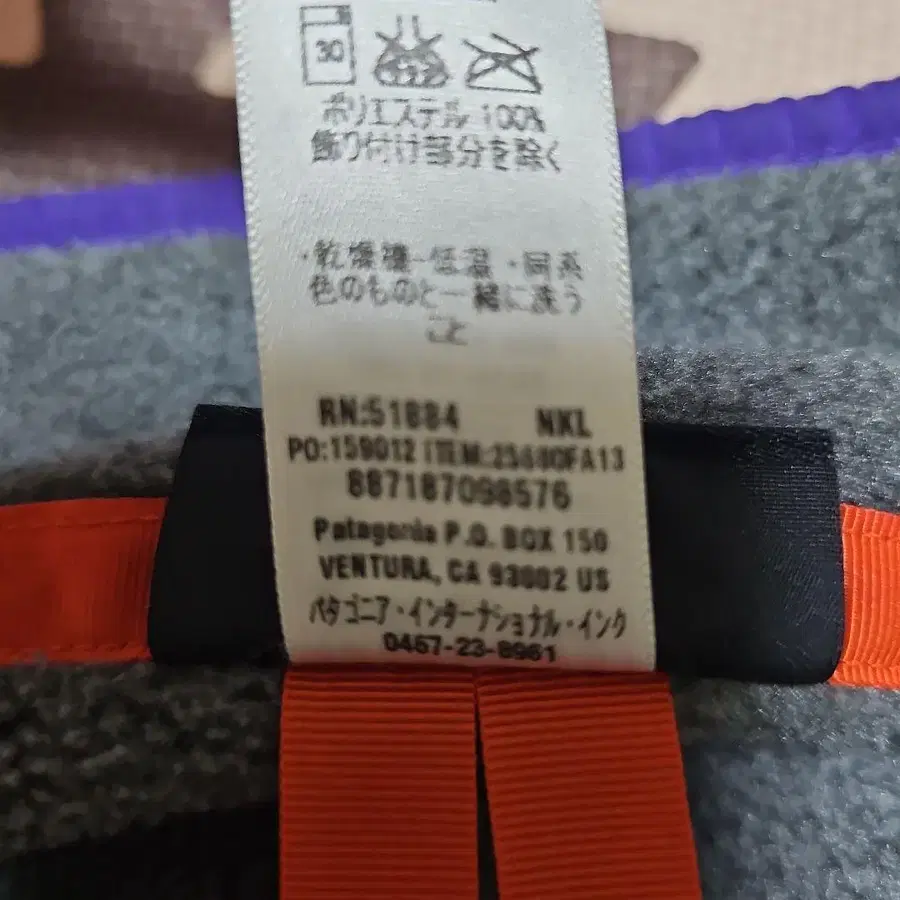 30
ポリエステル 100%
飾り付け部分を除く
・乾燥機-低温 ・同系
色のものと一緒に洗う
こと
RN:51884 NKL
PO:159012 ITEM:25680FA13
887187098576
Patagonia P.O. BOX 150
VENTURA, CA 93002 US
パタゴニア・インターナショナル・インク
0467-23-8961